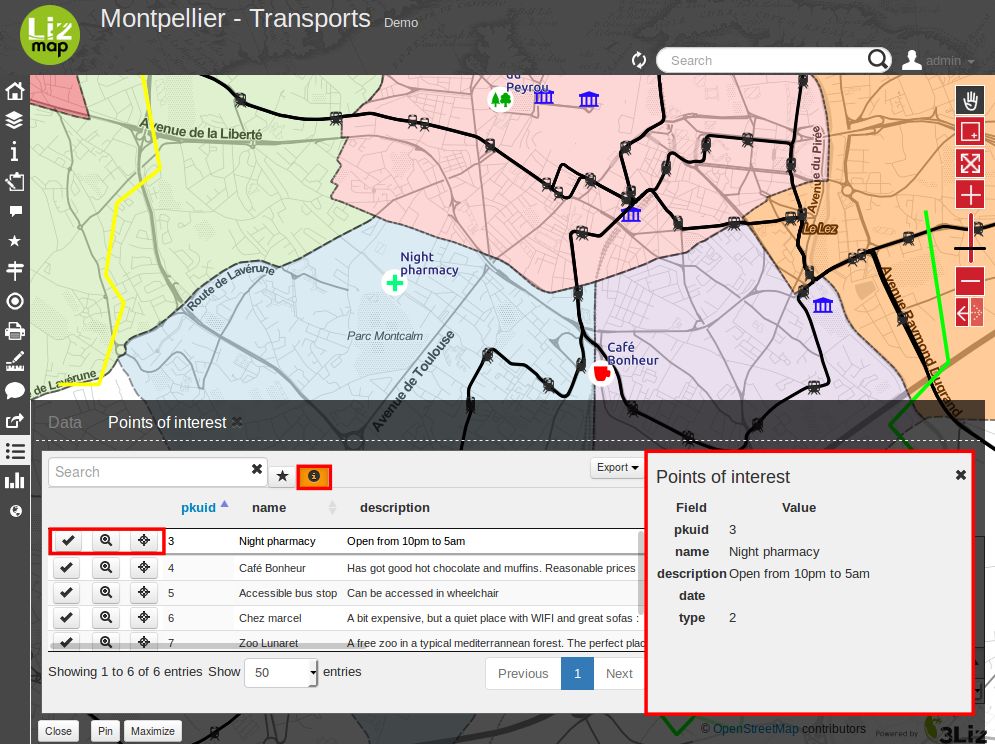 Liz
map
Montpellier - Transports Demo
Search
admin
du
Peyrou
Avenue de la Liberté
Avenue du Pirée
Le Lez
Night
pharmacy
Route de Lavérune
Parc Montcalm
Avenue de Toulouse
Café
Bonheur
Avenue Raymond Dugrand
de Lavérune
Data Points of interest
Search
Export
pkuid name description
3 Night pharmacy Open from 10pm to 5am
4 Café Bonheur Has got good hot chocolate and muffins. Reasonable prices
5 Accessible bus stop Can be accessed in wheelchair
6 Chez marcel A bit expensive, but a quiet place with WIFI and great sofas :
7 Zoo Lunaret A free zoo in a typical mediterrannean forest. The perfect plac
Showing 1 to 6 of 6 entries Show 50 entries
Previous 1 Next
Points of interest
Field Value
pkuid 3
name Night pharmacy
description Open from 10pm to 5am
date
type 2
Close Pin Maximize
© OpenStreetMap contributors
Powered by 3Liz